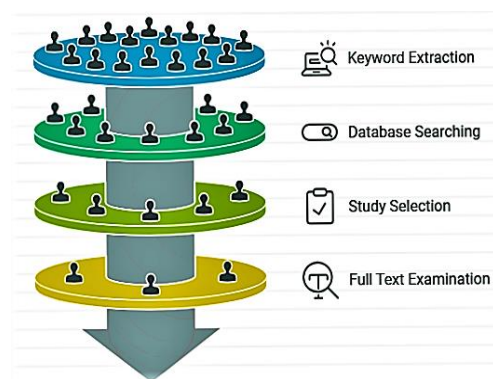 Keyword Extraction
Database Searching
Study Selection
Full Text Examination